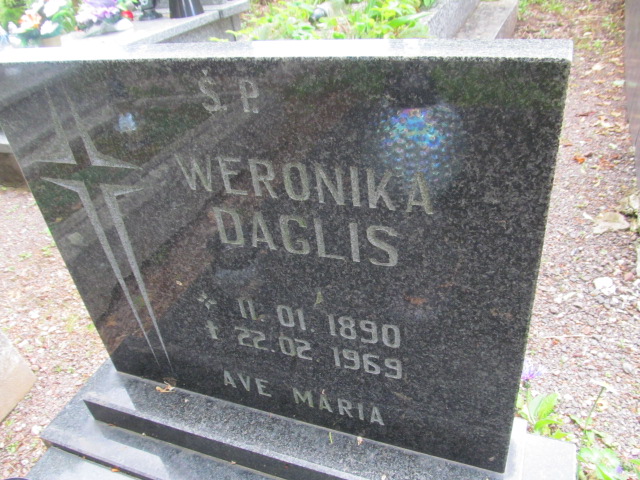 Ś. P.
WERONIKA
DAGLIS
* 11. 01. 1890
✝ 22. 02. 1969
AVE MARIA